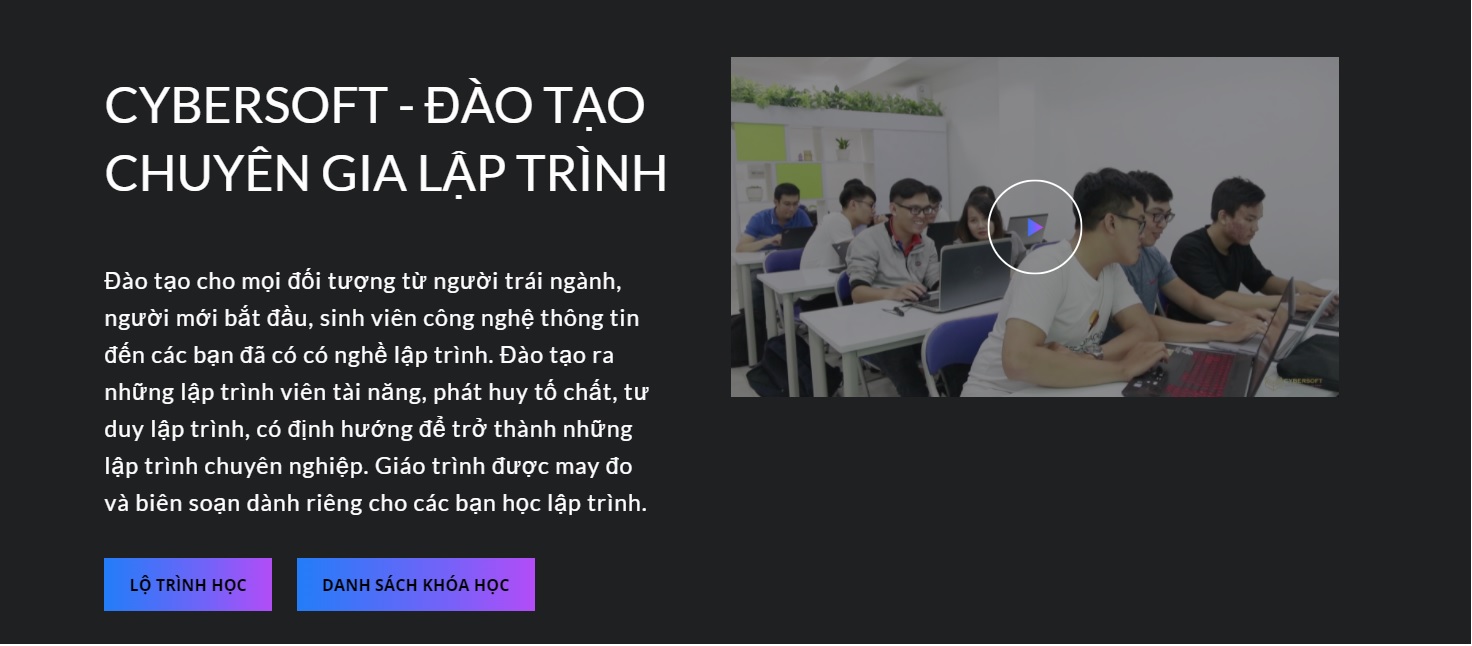 CYBERSOFT - ĐÀO TẠO
CHUYÊN GIA LẬP TRÌNH
Đào tạo cho mọi đối tượng từ người trái ngành,
người mới bắt đầu, sinh viên công nghệ thông tin
đến các bạn đã có có nghề lập trình. Đào tạo ra
những lập trình viên tài năng, phát huy tố chất, tư
duy lập trình, có định hướng để trở thành những
lập trình chuyên nghiệp. Giáo trình được may đo
và biên soạn dành riêng cho các bạn học lập trình.
LỘ TRÌNH HỌC
DANH SÁCH KHÓA HỌC
CYBERSOFT